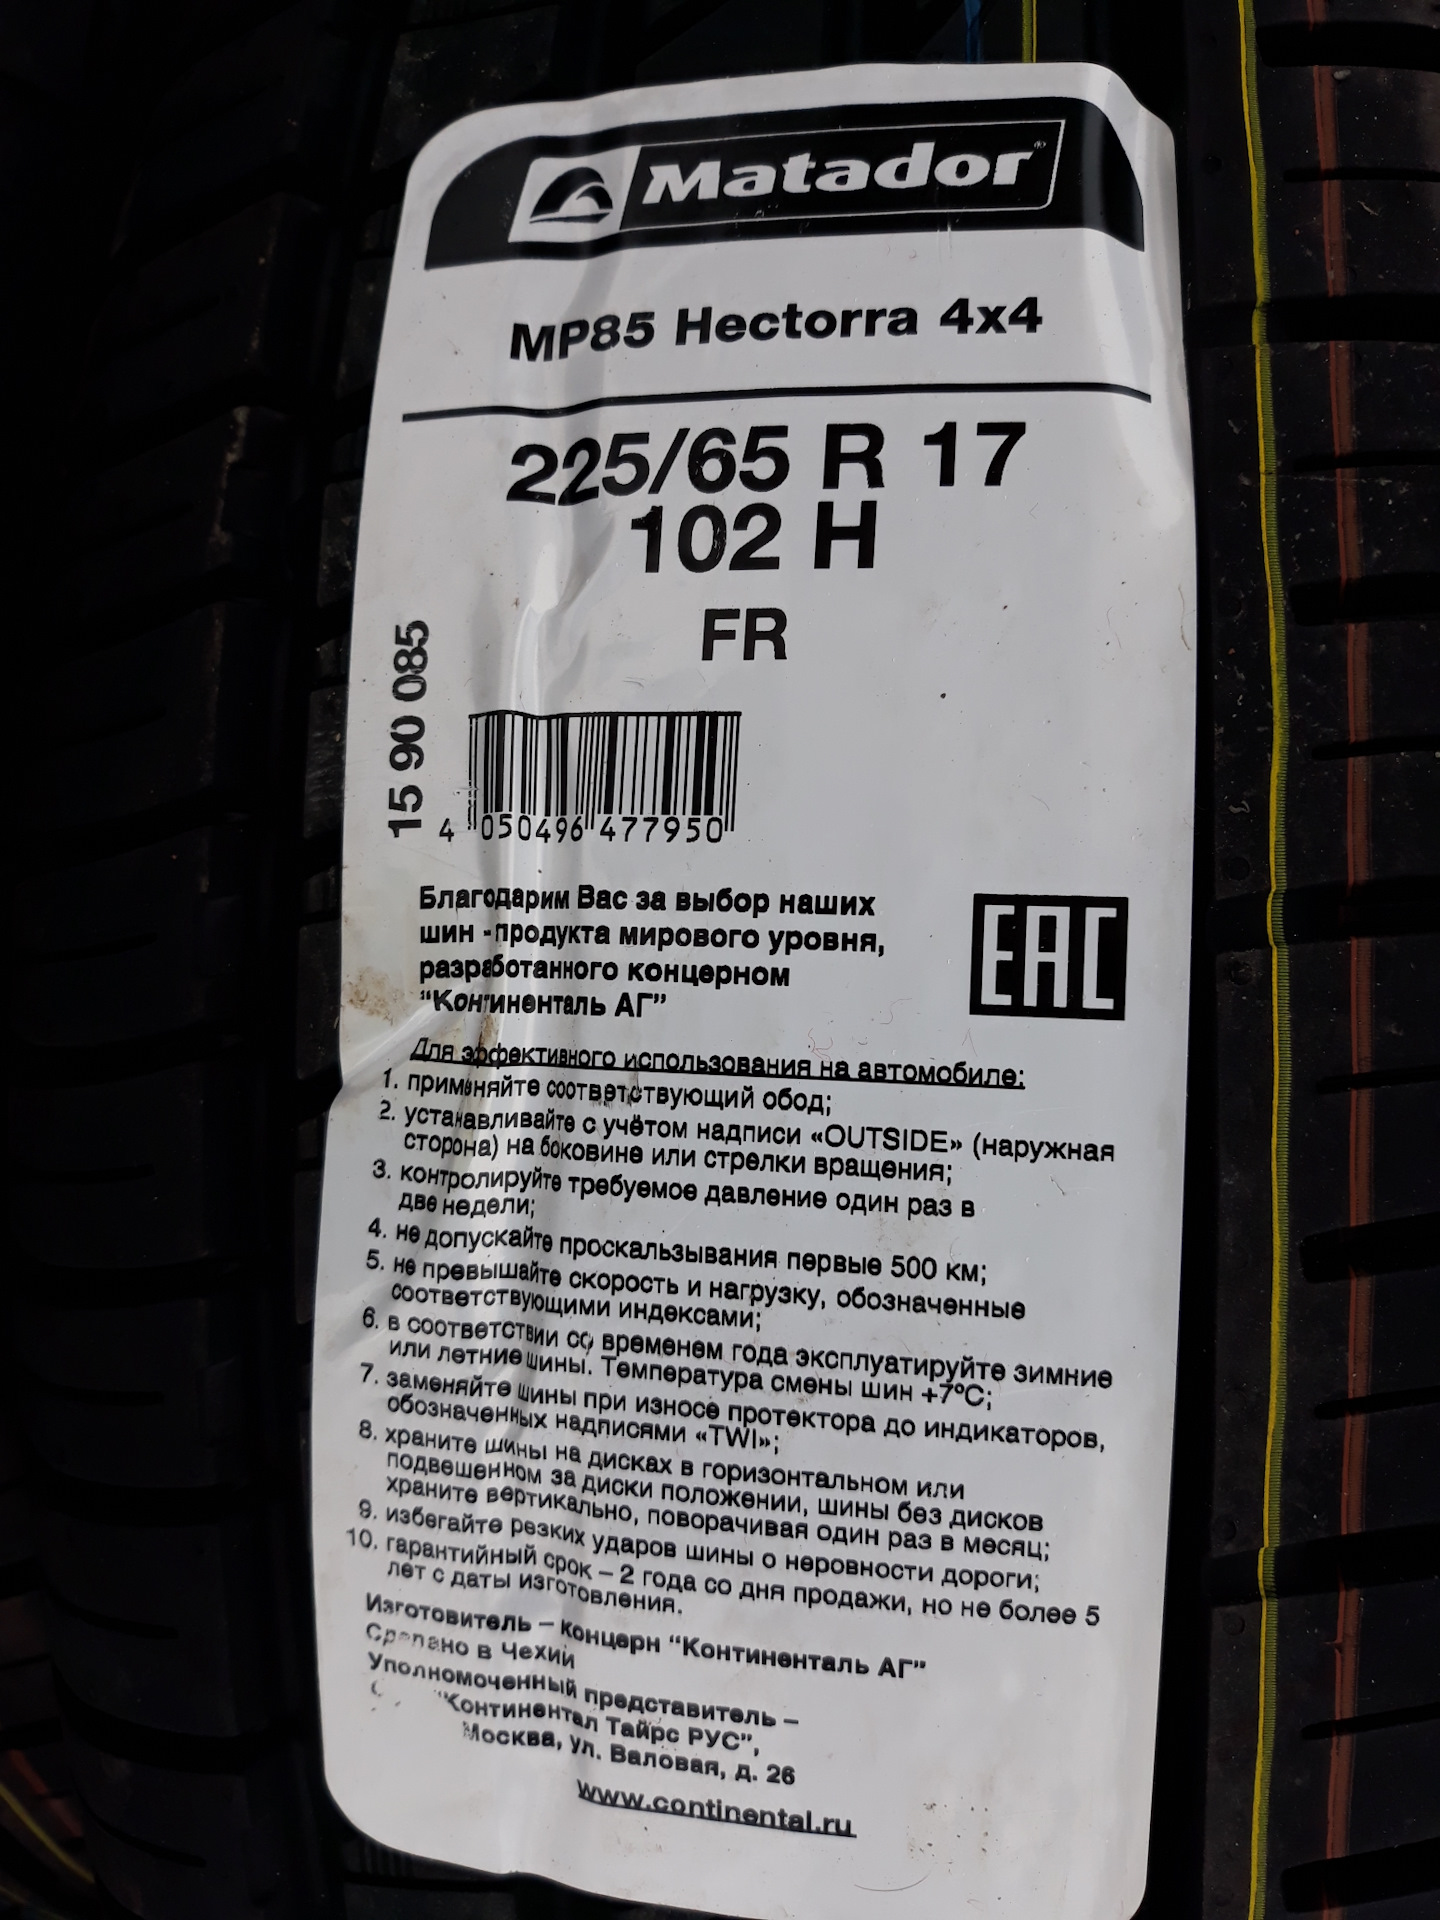 Matador®
MP85 Hectorra 4x4
225/65 R 17
102 H
FR
15 90 085
4 050496 477950
Благодарим Вас за выбор наших
шин - продукта мирового уровня,
разработанного концерном
“Континенталь АГ”
EAC
Для эффективного использования на автомобиле:
1. применяйте соответствующий обод;
2. устанавливайте с учётом надписи «OUTSIDE» (наружная
сторона) на боковине или стрелки вращения;
3. контролируйте требуемое давление один раз в
две недели;
4. не допускайте проскальзывания первые 500 км;
5. не превышайте скорость и нагрузку, обозначенные
соответствующими индексами;
6. в соответствии со временем года эксплуатируйте зимние
или летние шины. Температура смены шин +7ºС;
7. заменяйте шины при износе протектора до индикаторов,
обозначенных надписями «TWI»;
8. храните шины на дисках в горизонтальном или
подвешенном за диски положении, шины без дисков
храните вертикально, поворачивая один раз в месяц;
9. избегайте резких ударов шины о неровности дороги;
10. гарантийный срок – 2 года со дня продажи, но не более 5
лет с даты изготовления.
Изготовитель – концерн “Континенталь АГ”
Сделано в Чехии
Уполномоченный представитель –
“Континентал Тайрс РУС”,
Москва, ул. Валовая, д. 26
www.continental.ru